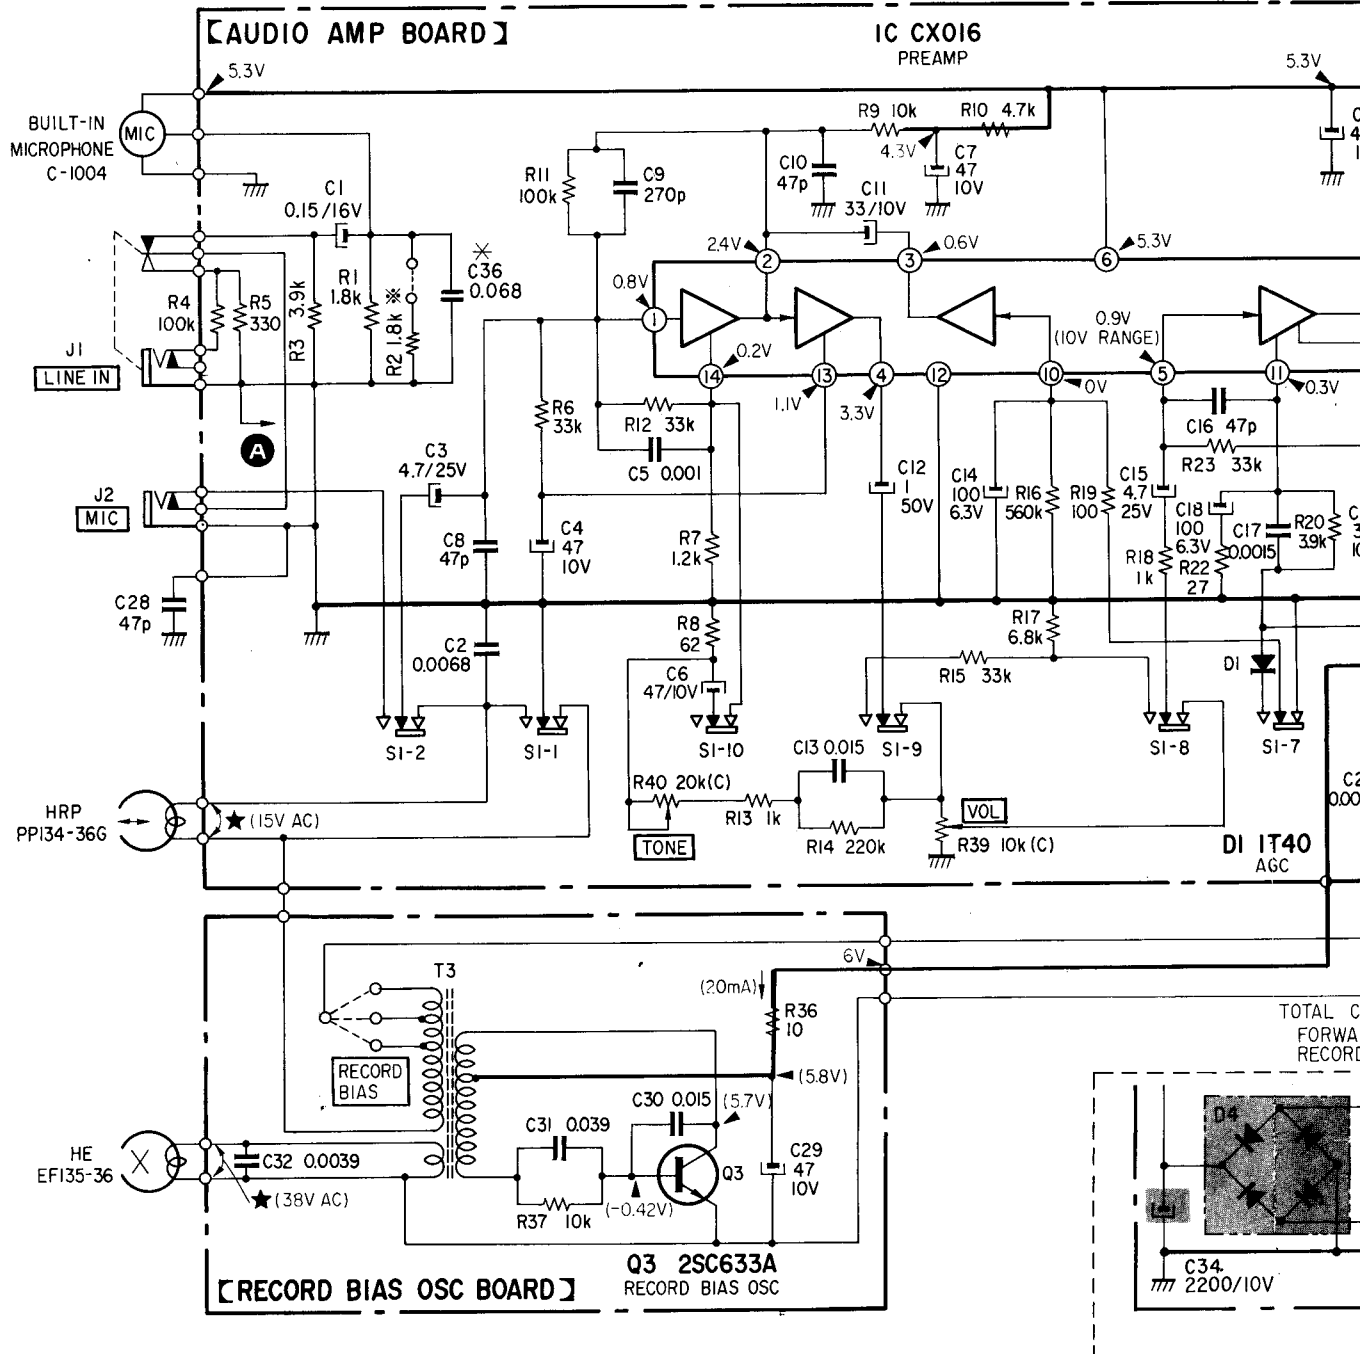 【AUDIO AMP BOARD】
IC CX016
PREAMP
5.3V
5.3V
BUILT-IN
MICROPHONE
C-1004
MIC
R9 10k
R10 4.7k
4.3V
C7
47
10V
C10
47p
C11
33/10V
R11
100k
C9
270p
C1
0.15/16V
C36
0.068
R4
100k
R5
330
R3 3.9k
R1
1.8k
R2 1.8k ※
J1
LINE IN
A
J2
MIC
C28
47p
2.4V
2
3
0.6V
6
5.3V
0.8V
1
0.2V
14
13
1.1V
4
3.3V
12
10
0V
0.9V
(10V RANGE)
5
11
0.3V
R6
33k
R12 33k
C5 0.001
C3
4.7/25V
C8
47p
C4
47
10V
R7
1.2k
C12
1
50V
C14
100
6.3V
R16
560k
R19
100
C15
4.7
25V
C16 47p
R23 33k
C18
100
6.3V
C17
0.0015
R20
3.9k
R18
1k
R22
27
C2
0.0068
R8
62
C6
47/10V
R17
6.8k
R15 33k
D1
S1-2
S1-1
S1-10
S1-9
S1-8
S1-7
C13 0.015
R40 20k(C)
R13 1k
R14 220k
TONE
VOL
R39 10k(C)
D1 1T40
AGC
HRP
PP134-36G
★(15V AC)
T3
6V
(20mA)
R36
10
RECORD
BIAS
(5.8V)
C30 0.015
(5.7V)
C31 0.039
C29
47
10V
Q3
R37 10k
(-0.42V)
HE
EF135-36
C32 0.0039
★(38V AC)
Q3 2SC633A
RECORD BIAS OSC
【RECORD BIAS OSC BOARD】
TOTAL C
FORWA
RECORD
D4
C34
2200/10V